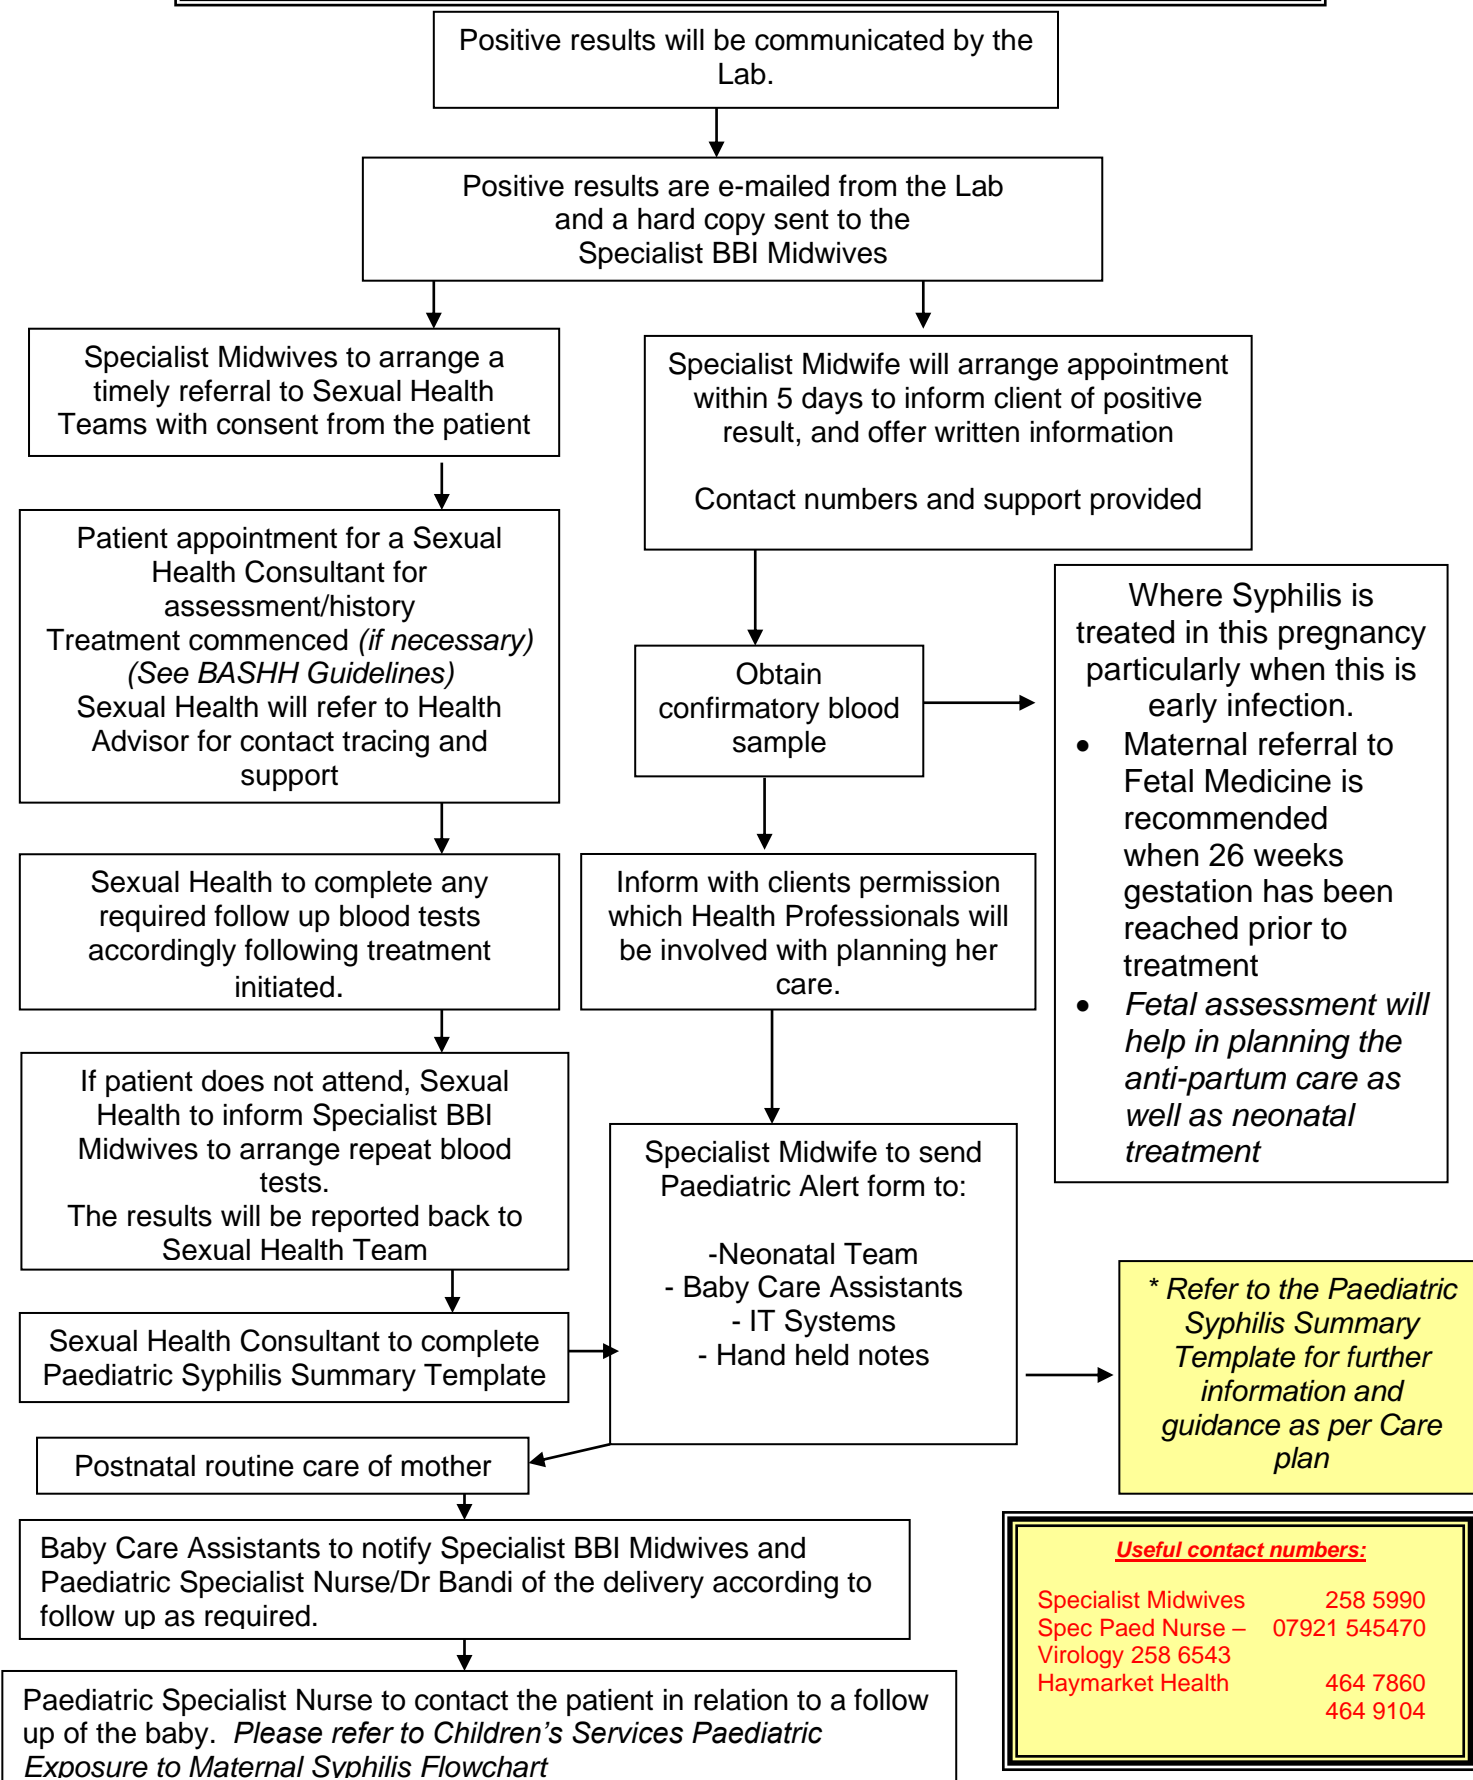 Positive results will be communicated by the
Lab.
Positive results are e-mailed from the Lab
and a hard copy sent to the
Specialist BBI Midwives
Specialist Midwives to arrange a
timely referral to Sexual Health
Teams with consent from the patient
Specialist Midwife will arrange appointment
within 5 days to inform client of positive
result, and offer written information
Contact numbers and support provided
Patient appointment for a Sexual
Health Consultant for
assessment/history
Treatment commenced (if necessary)
(See BASHH Guidelines)
Sexual Health will refer to Health
Advisor for contact tracing and
support
Obtain
confirmatory blood
sample
Where Syphilis is
treated in this pregnancy
particularly when this is
early infection.
• Maternal referral to
Fetal Medicine is
recommended
when 26 weeks
gestation has been
reached prior to
treatment
• Fetal assessment will
help in planning the
anti-partum care as
well as neonatal
treatment
Sexual Health to complete any
required follow up blood tests
accordingly following treatment
initiated.
Inform with clients permission
which Health Professionals will
be involved with planning her
care.
If patient does not attend, Sexual
Health to inform Specialist BBI
Midwives to arrange repeat blood
tests.
The results will be reported back to
Sexual Health Team
Specialist Midwife to send
Paediatric Alert form to:
-Neonatal Team
- Baby Care Assistants
- IT Systems
- Hand held notes
Sexual Health Consultant to complete
Paediatric Syphilis Summary Template
* Refer to the Paediatric
Syphilis Summary
Template for further
information and
guidance as per Care
plan
Postnatal routine care of mother
Baby Care Assistants to notify Specialist BBI Midwives and
Paediatric Specialist Nurse/Dr Bandi of the delivery according to
follow up as required.
Paediatric Specialist Nurse to contact the patient in relation to a follow
up of the baby. Please refer to Children's Services Paediatric
Exposure to Maternal Syphilis Flowchart
Useful contact numbers:
Specialist Midwives 258 5990
Spec Paed Nurse – 07921 545470
Virology 258 6543
Haymarket Health 464 7860
464 9104